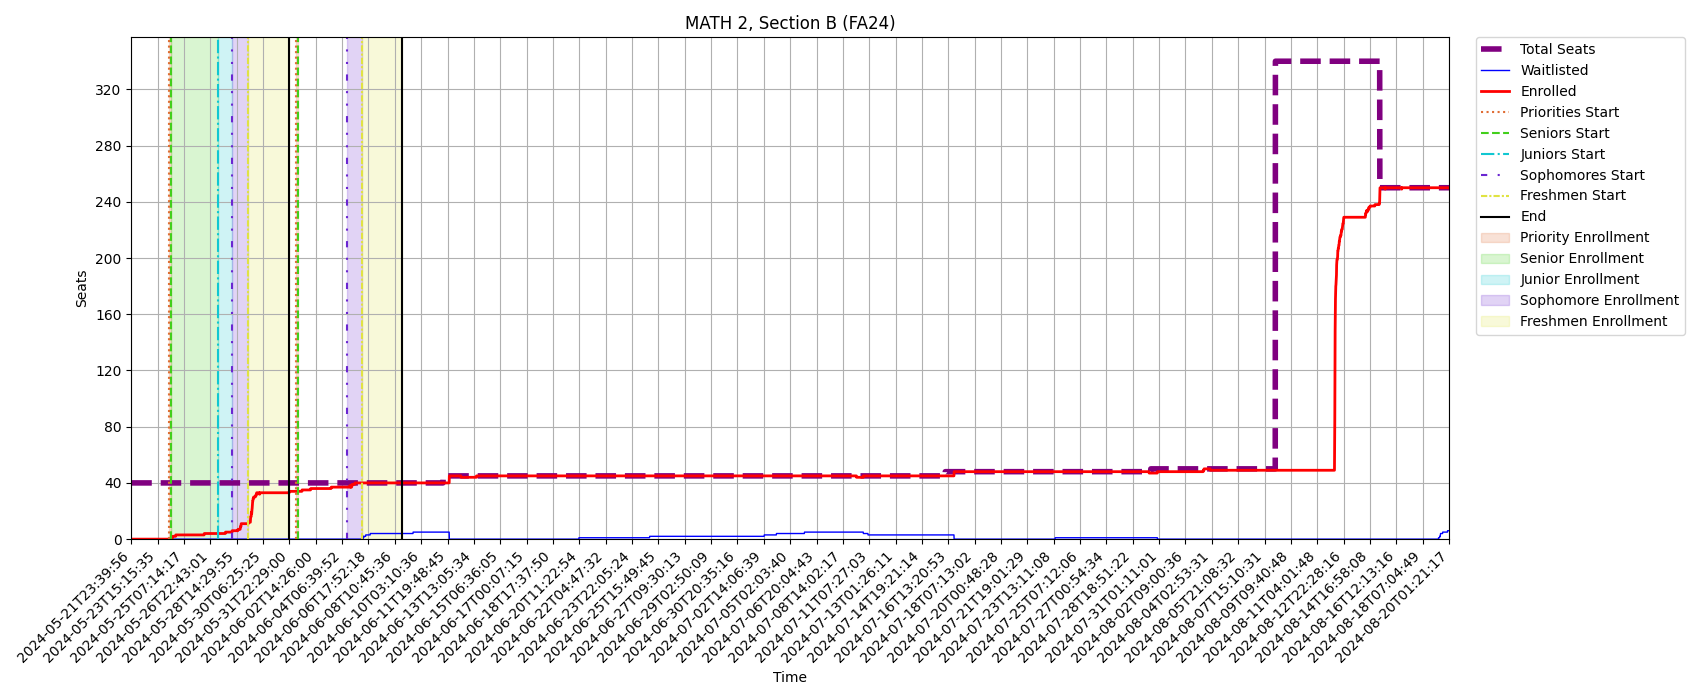 MATH 2, Section B (FA24)
Seats
320
280
240
200
160
120
80
40
0
2024-05-21T23:39:56
2024-05-23T15:15:35
2024-05-25T07:14:17
2024-05-26T22:43:01
2024-05-28T14:29:55
2024-05-30T06:25:25
2024-05-31T22:29:00
2024-06-02T14:26:00
2024-06-04T06:39:52
2024-06-06T17:52:18
2024-06-08T10:45:36
2024-06-10T03:10:36
2024-06-11T19:48:45
2024-06-13T13:05:34
2024-06-15T06:36:05
2024-06-17T00:07:15
2024-06-18T17:37:50
2024-06-20T11:22:54
2024-06-22T04:47:32
2024-06-23T22:05:24
2024-06-25T15:49:45
2024-06-27T09:30:13
2024-06-29T02:50:09
2024-06-30T20:35:16
2024-07-02T14:06:39
2024-07-05T02:03:40
2024-07-06T20:04:43
2024-07-08T14:02:17
2024-07-11T07:27:03
2024-07-13T01:26:11
2024-07-14T19:21:14
2024-07-16T13:20:53
2024-07-18T07:13:02
2024-07-20T00:48:28
2024-07-21T19:01:29
2024-07-23T13:11:08
2024-07-25T07:12:06
2024-07-27T00:54:34
2024-07-28T18:51:22
2024-07-31T01:11:01
2024-08-02T09:00:36
2024-08-04T02:53:31
2024-08-05T21:08:32
2024-08-07T15:10:31
2024-08-09T09:40:48
2024-08-11T04:01:48
2024-08-12T22:28:16
2024-08-14T16:58:08
2024-08-16T12:13:16
2024-08-18T07:04:49
2024-08-20T01:21:17
Time
Total Seats
Waitlisted
Enrolled
Priorities Start
Seniors Start
Juniors Start
Sophomores Start
Freshmen Start
End
Priority Enrollment
Senior Enrollment
Junior Enrollment
Sophomore Enrollment
Freshmen Enrollment